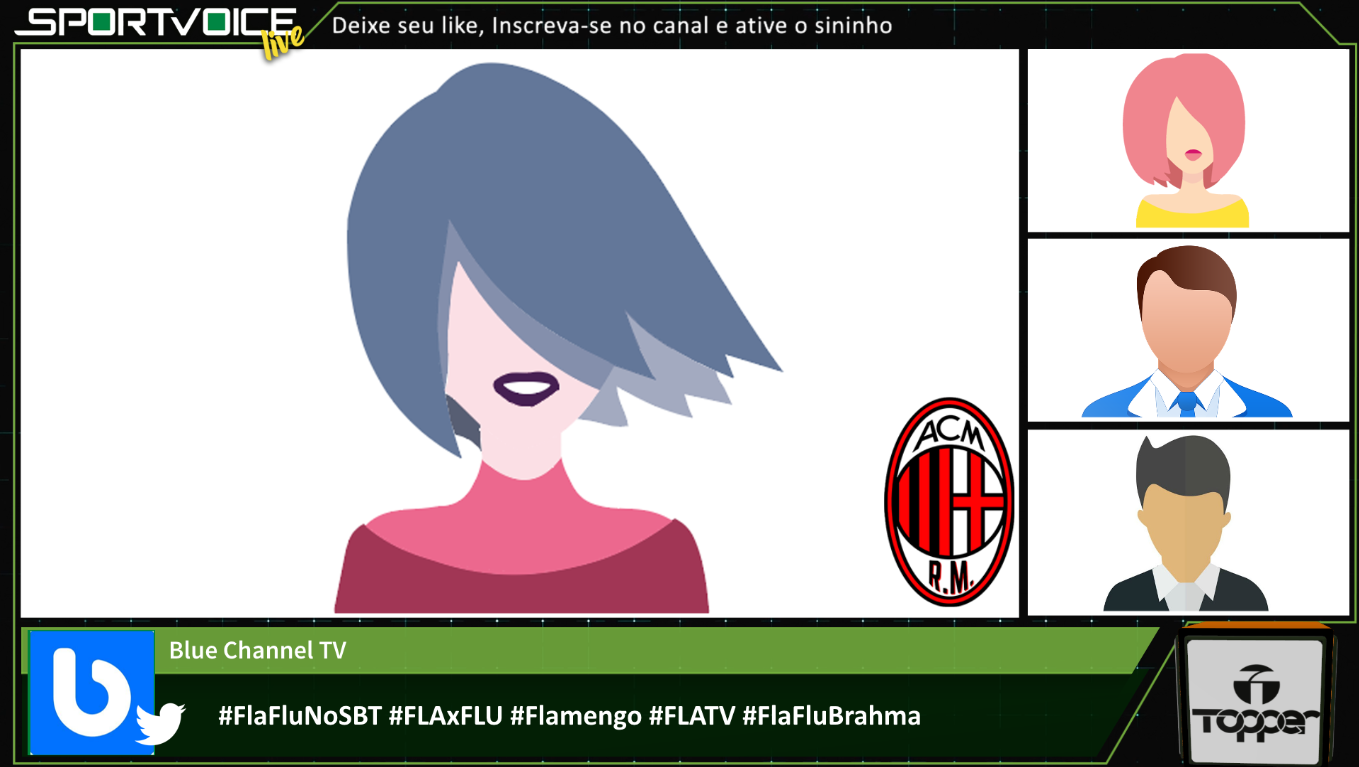 SPORTVOICE
live
Deixe seu like, Inscreva-se no canal e ative o sininho
ACM
R.M.
Blue Channel TV
#FlaFluNoSBT #FLAxFLU #Flamengo #FLATV #FlaFluBrahma
TOPPER